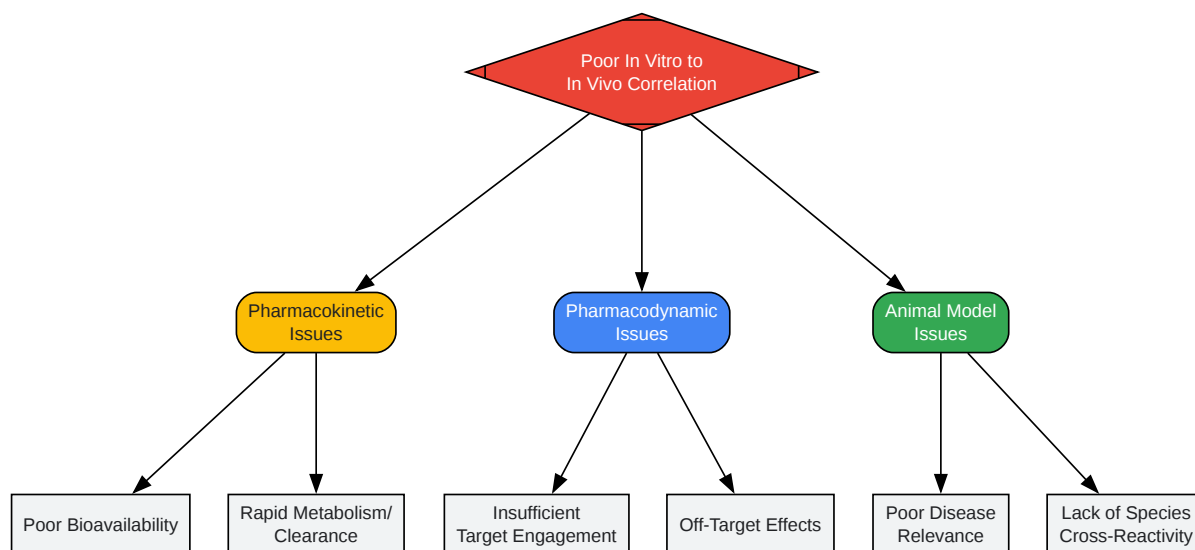 Poor In Vitro to
In Vivo Correlation
Pharmacokinetic
Issues
Pharmacodynamic
Issues
Animal Model
Issues
Poor Bioavailability
Rapid Metabolism/
Clearance
Insufficient
Target Engagement
Off-Target Effects
Poor Disease
Relevance
Lack of Species
Cross-Reactivity